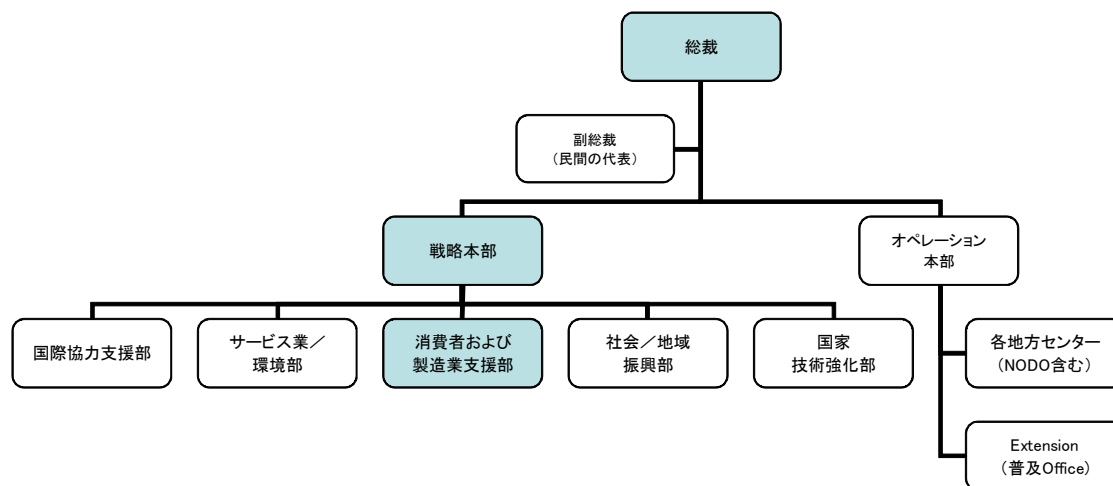 総裁
副総裁
（民間の代表）
戦略本部
オペレーション
本部
国際協力支援部
サービス業／
環境部
消費者および
製造業支援部
社会／地域
振興部
国家
技術強化部
各地方センター
（NODO含む）
Extension
（普及Office）